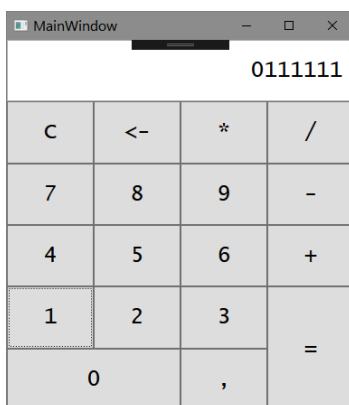 MainWindow
0111111
C <- * /
7 8 9 -
4 5 6 +
1 2 3
=
0 ,